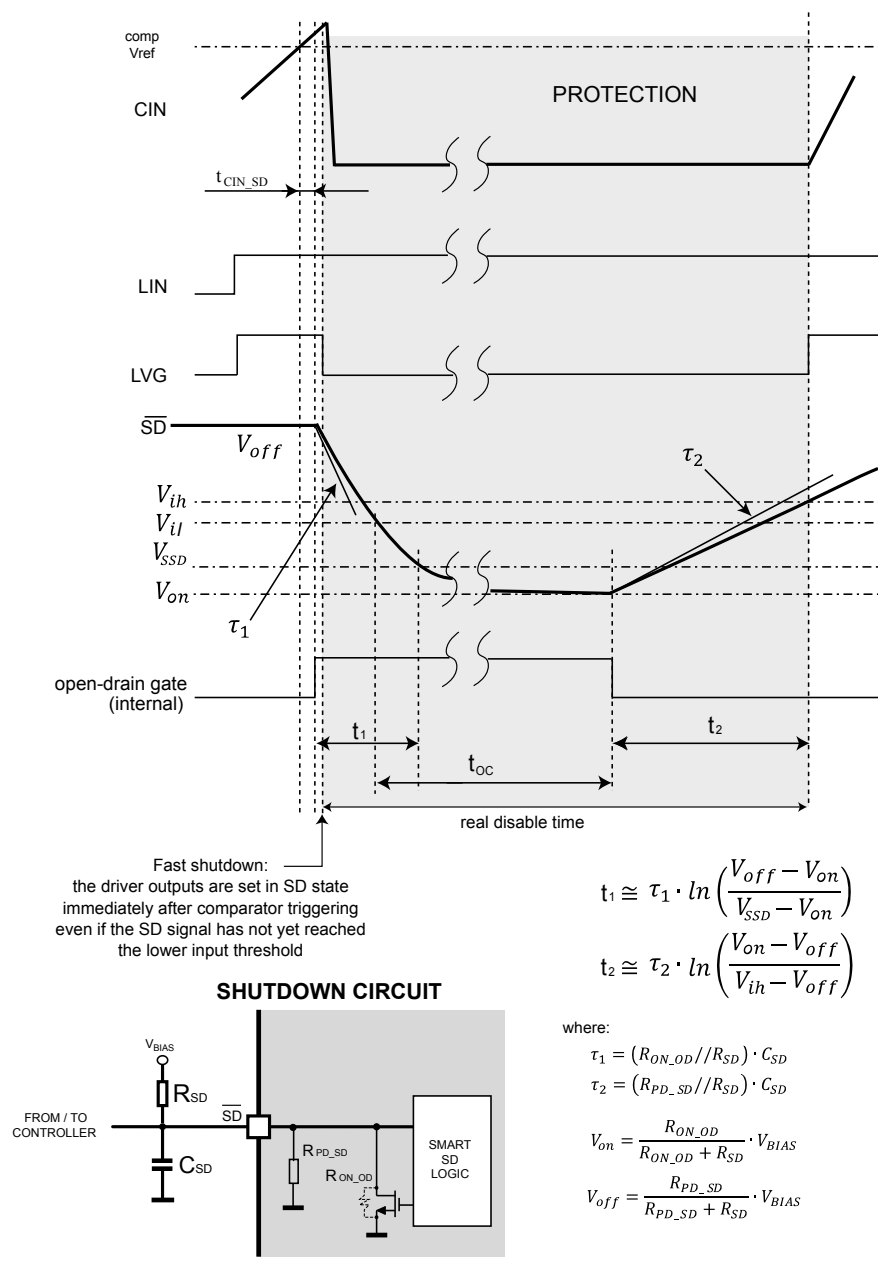 comp
Vref
CIN
PROTECTION
t CIN_SD
LIN
LVG
SD
Voff
τ2
Vih
Vil
VSSD
Von
τ1
open-drain gate
(internal)
t1
t2
tOC
real disable time
Fast shutdown:
the driver outputs are set in SD state
immediately after comparator triggering
even if the SD signal has not yet reached
the lower input threshold
t1 ≅ τ1 · ln ( (Voff − Von) / (VSSD − Von) )
t2 ≅ τ2 · ln ( (Von − Voff) / (Vih − Voff) )
SHUTDOWN CIRCUIT
where:
τ1 = (RON_OD//RSD) · CSD
τ2 = (RPD_SD//RSD) · CSD
Von = RON_OD / (RON_OD + RSD) · VBIAS
Voff = RPD_SD / (RPD_SD + RSD) · VBIAS
VBIAS
RSD
SD
FROM / TO
CONTROLLER
CSD
RPD_SD
RON_OD
SMART
SD
LOGIC